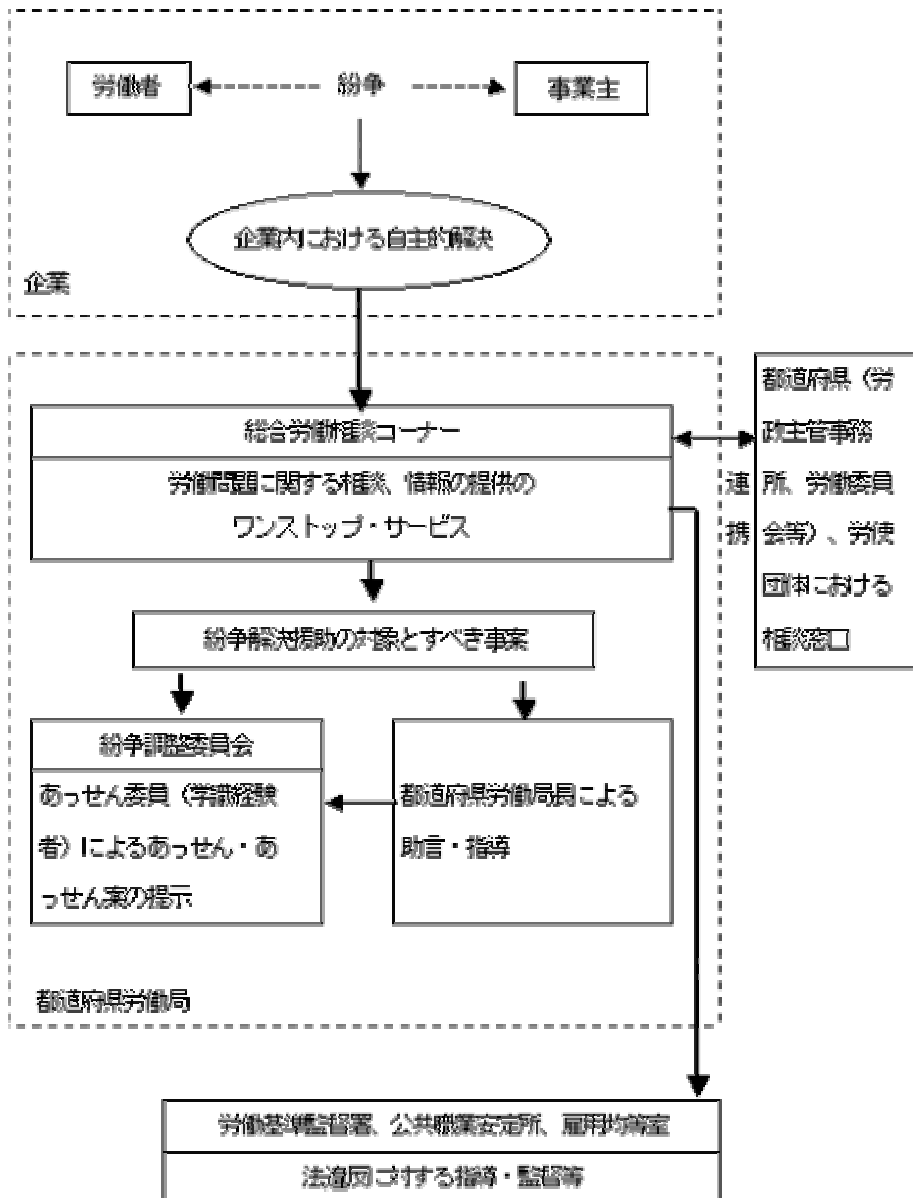 労働者
紛争
事業主
企業内における自主的解決
企業
総合労働相談コーナー
労働問題に関する相談、情報の提供の
ワンストップ・サービス
連
携
都道府県（労
政主管事務
所、労働委員
会等）、労使
団体における
相談窓口
紛争解決援助の対象とすべき事案
紛争調整委員会
あっせん委員（学識経験
者）によるあっせん・あ
っせん案の提示
都道府県労働局長による
助言・指導
都道府県労働局
労働基準監督署、公共職業安定所、雇用均等室
法違反に対する指導・監督等